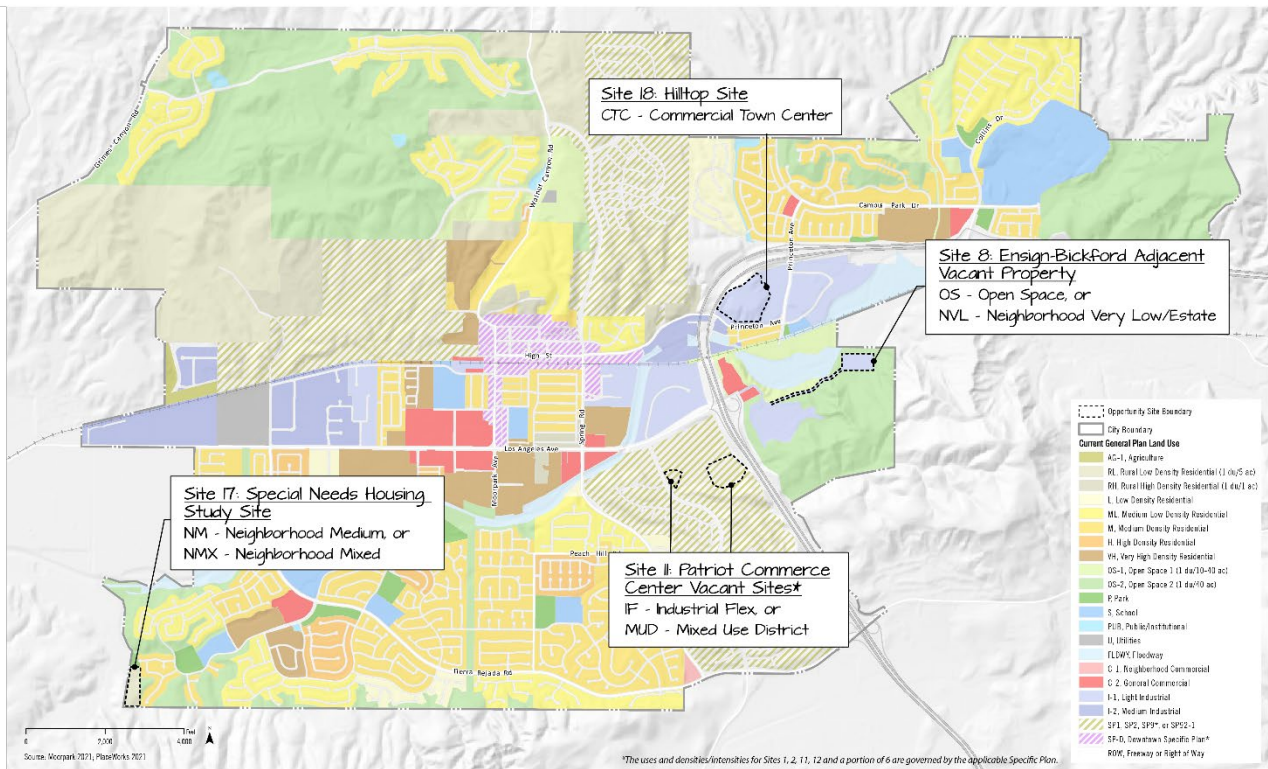 Site 18: Hilltop Site
CTC - Commercial Town Center
Grimes Canyon Rd
Walnut Canyon Rd
Collins Dr
Campus Park Dr
Princeton Ave
Site 8: Ensign-Bickford Adjacent
Vacant Property
OS - Open Space, or
NVL - Neighborhood Very Low/Estate
Princeton Ave
High St
Spring Rd
Los Angeles Ave
Moorpark Ave
Site 17: Special Needs Housing
Study Site
NM - Neighborhood Medium, or
NMX - Neighborhood Mixed
Peach Hill
Site 11: Patriot Commerce
Center Vacant Sites*
IF - Industrial Flex, or
MUD - Mixed Use District
Tierra Rejada Rd
Opportunity Site Boundary
City Boundary
Current General Plan Land Use
AG-1, Agriculture
RL, Rural Low Density Residential (1 du/5 ac)
RH, Rural High Density Residential (1 du/1 ac)
L, Low Density Residential
ML, Medium Low Density Residential
M, Medium Density Residential
H, High Density Residential
VH, Very High Density Residential
OS-1, Open Space 1 (1 du/10-40 ac)
OS-2, Open Space 2 (1 du/40 ac)
P, Park
S, School
PUB, Public/Institutional
U, Utilities
FLDWY, Floodway
C-1, Neighborhood Commercial
C-2, General Commercial
I-1, Light Industrial
I-2, Medium Industrial
SP1, SP2, SP9*, or SP92-1
SP-D, Downtown Specific Plan*
ROW, Freeway or Right of Way
0 2,000 4,000 Feet
Source: Moorpark 2021, PlaceWorks 2021
*The uses and densities/intensities for Sites 1, 2, 11, 12 and a portion of 6 are governed by the applicable Specific Plan.